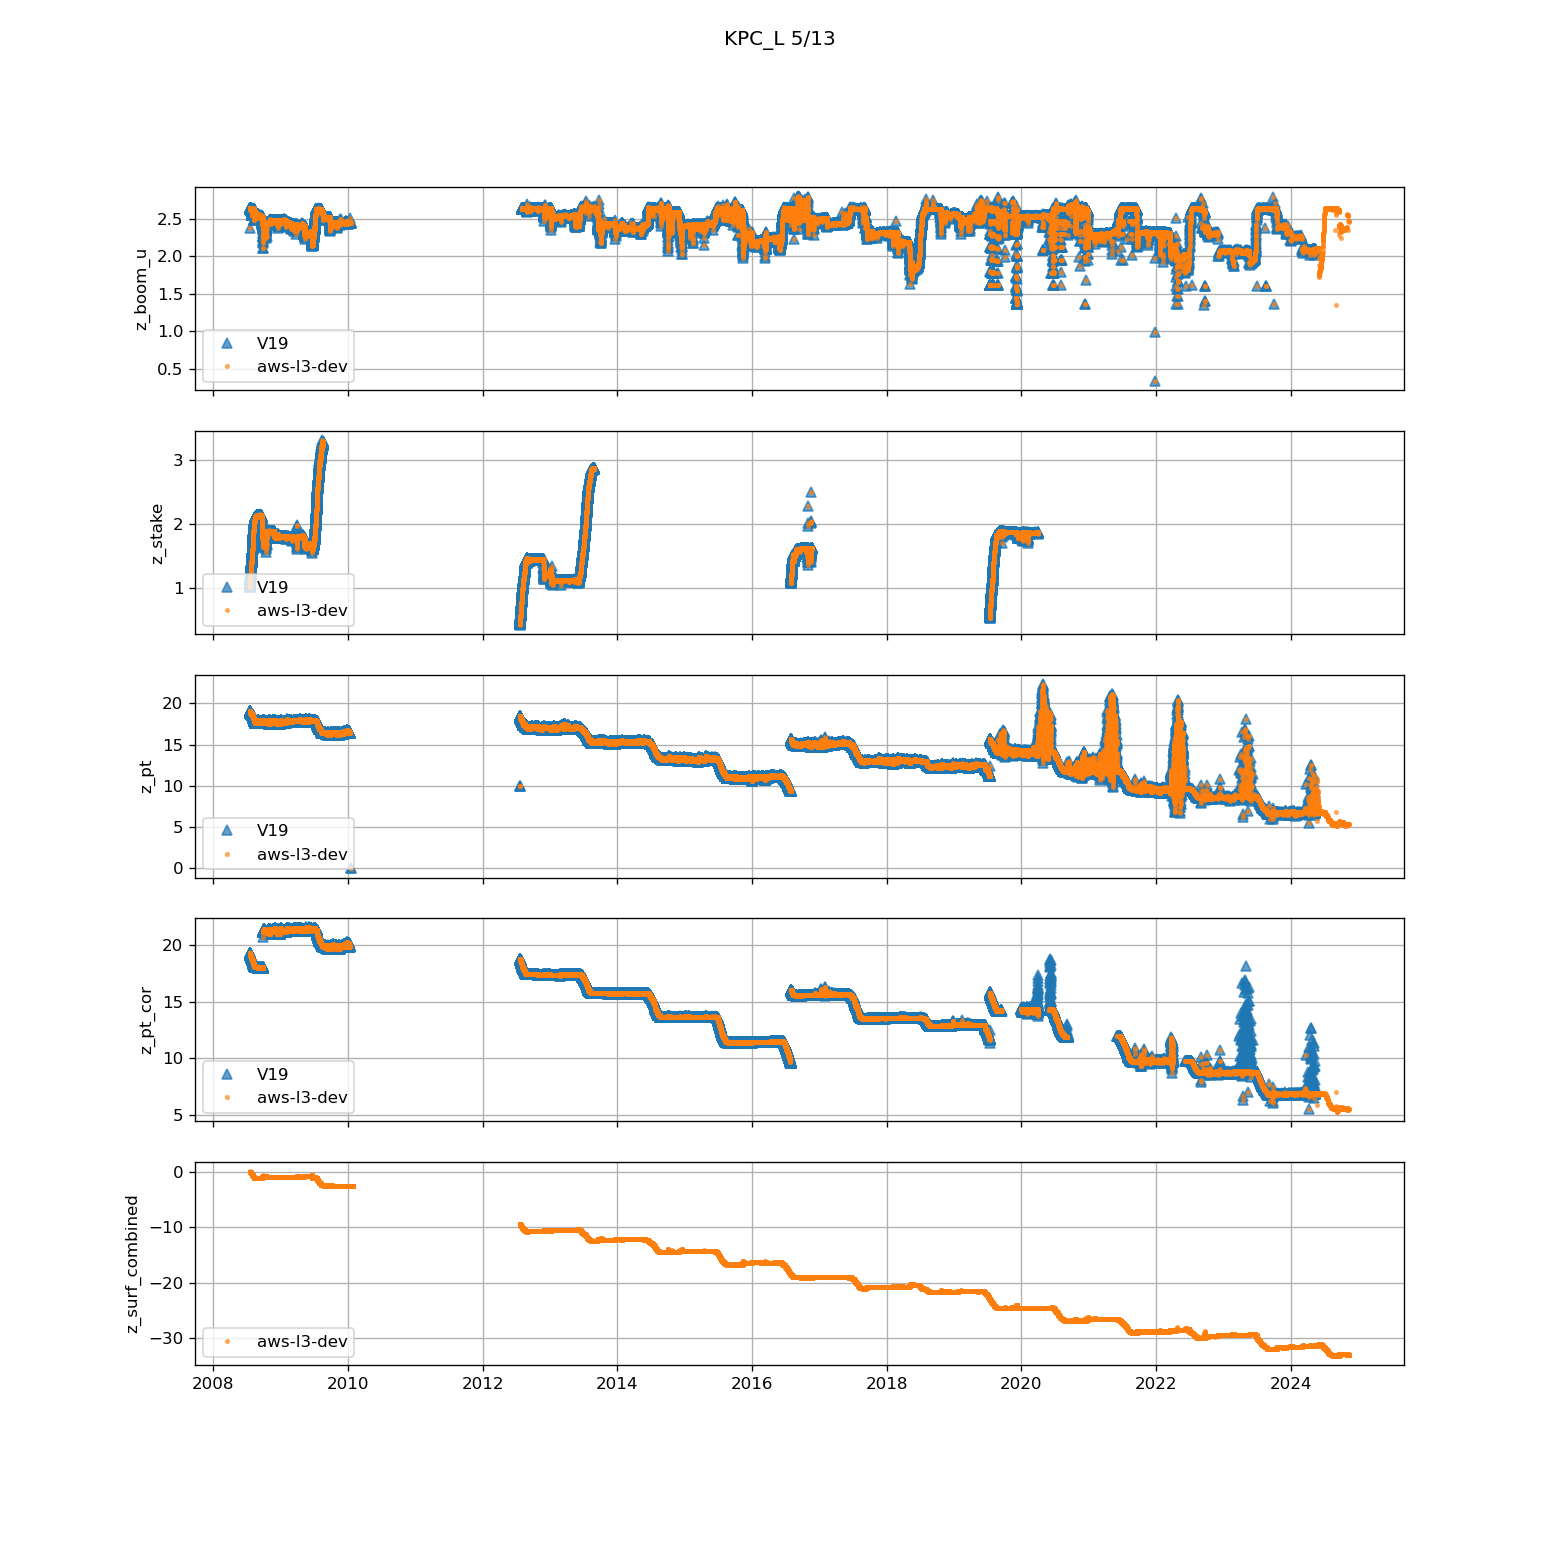 KPC_L 5/13
z_boom_u
2.5
2.0
1.5
1.0
0.5
V19
aws-l3-dev
z_stake
3
2
1
V19
aws-l3-dev
z_pt
20
15
10
5
0
V19
aws-l3-dev
z_pt_cor
20
15
10
5
V19
aws-l3-dev
z_surf_combined
0
−10
−20
−30
aws-l3-dev
2008 2010 2012 2014 2016 2018 2020 2022 2024